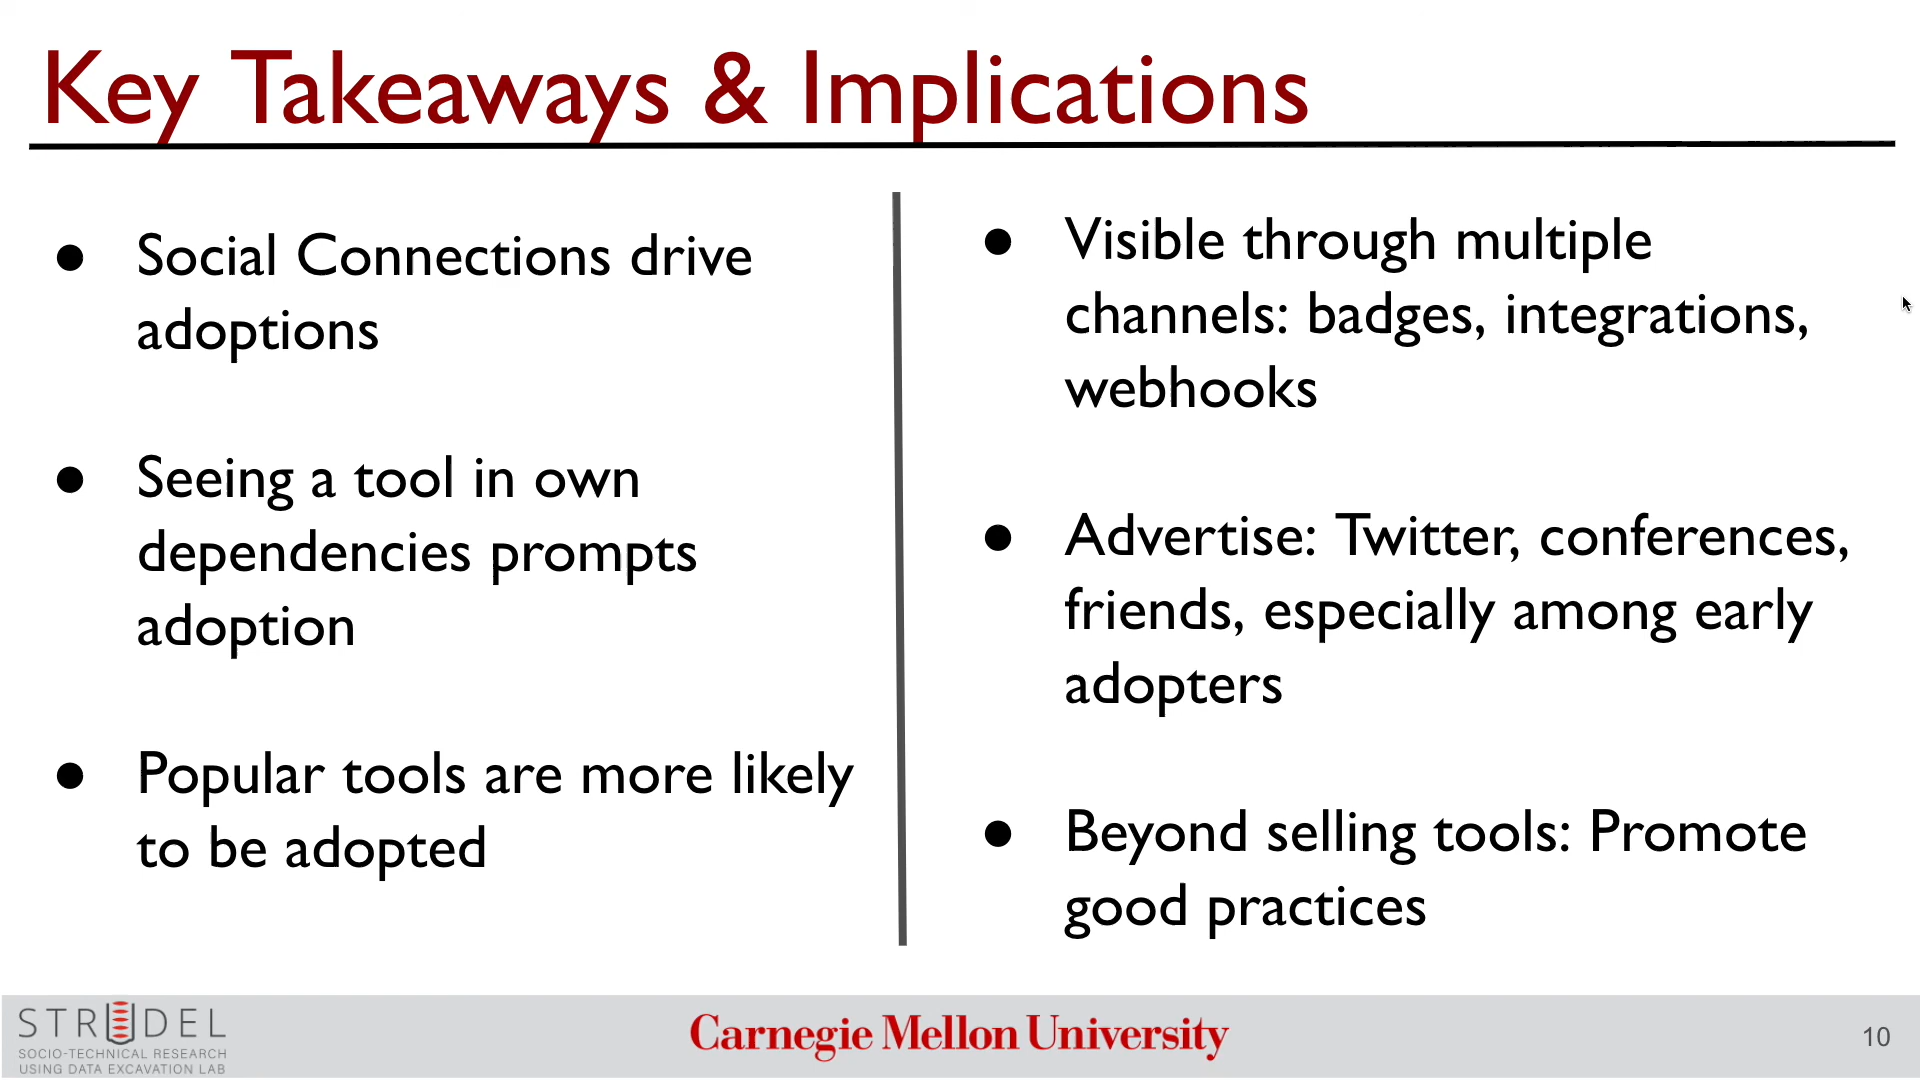 Key Takeaways & Implications
● Social Connections drive
adoptions
● Seeing a tool in own
dependencies prompts
adoption
● Popular tools are more likely
to be adopted
● Visible through multiple
channels: badges, integrations,
webhooks
● Advertise: Twitter, conferences,
friends, especially among early
adopters
● Beyond selling tools: Promote
good practices
STRUDEL
SOCIO-TECHNICAL RESEARCH
USING DATA EXCAVATION LAB
Carnegie Mellon University
10